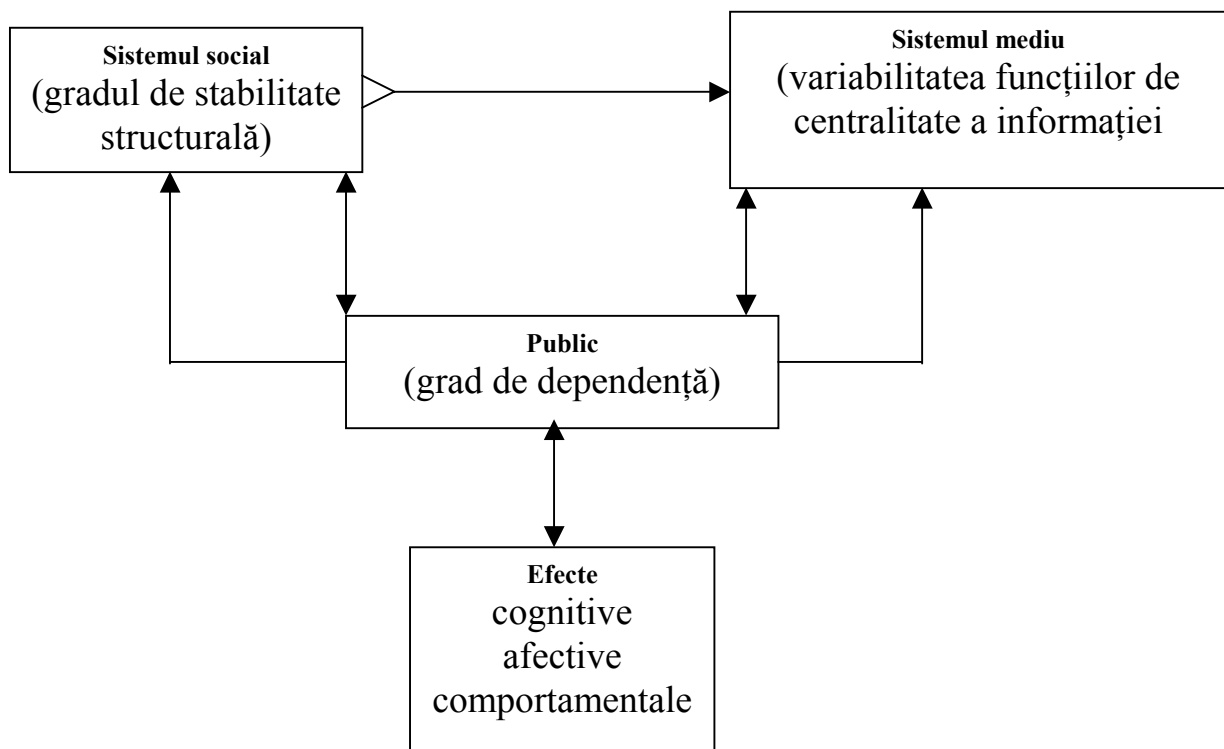 Sistemul social
(gradul de stabilitate
structurală)
Sistemul mediu
(variabilitatea funcțiilor de
centralitate a informației
Public
(grad de dependență)
Efecte
cognitive
afective
comportamentale